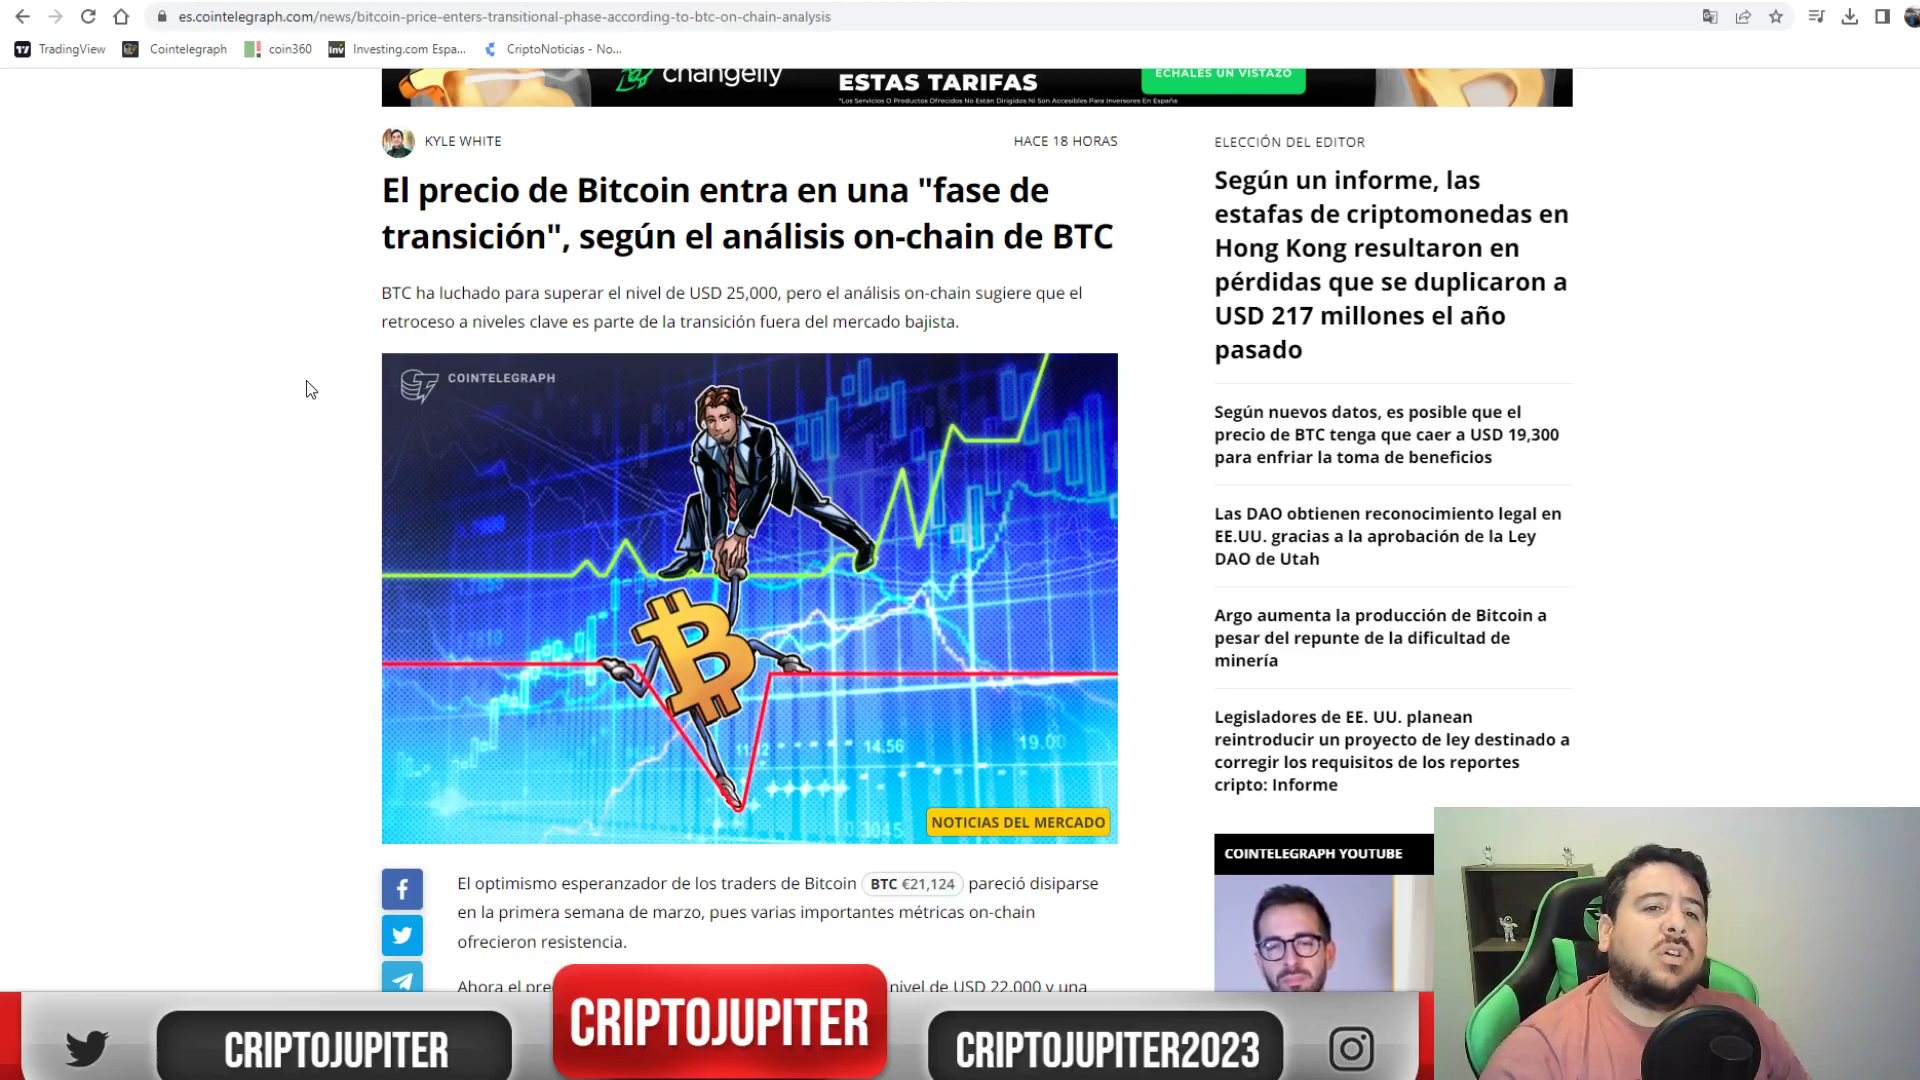 es.cointelegraph.com/news/bitcoin-price-enters-transitional-phase-according-to-btc-on-chain-analysis
TradingView
Cointelegraph
coin360
Inv
Investing.com Espa...
CriptoNoticias - No...
changelly
ESTAS TARIFAS
*Los Servicios O Productos Ofrecidos No Están Dirigidos Ni Son Accesibles Para Inversores En España
ÉCHALES UN VISTAZO
KYLE WHITE
HACE 18 HORAS
El precio de Bitcoin entra en una "fase de
transición", según el análisis on-chain de BTC
BTC ha luchado para superar el nivel de USD 25,000, pero el análisis on-chain sugiere que el
retroceso a niveles clave es parte de la transición fuera del mercado bajista.
COINTELEGRAPH
14.56
19.00
0.3045
NOTICIAS DEL MERCADO
El optimismo esperanzador de los traders de Bitcoin BTC €21,124 pareció disiparse
en la primera semana de marzo, pues varias importantes métricas on-chain
ofrecieron resistencia.
Ahora el pre
nivel de USD 22,000 y una
ELECCIÓN DEL EDITOR
Según un informe, las
estafas de criptomonedas en
Hong Kong resultaron en
pérdidas que se duplicaron a
USD 217 millones el año
pasado
Según nuevos datos, es posible que el
precio de BTC tenga que caer a USD 19,300
para enfriar la toma de beneficios
Las DAO obtienen reconocimiento legal en
EE.UU. gracias a la aprobación de la Ley
DAO de Utah
Argo aumenta la producción de Bitcoin a
pesar del repunte de la dificultad de
minería
Legisladores de EE. UU. planean
reintroducir un proyecto de ley destinado a
corregir los requisitos de los reportes
cripto: Informe
COINTELEGRAPH YOUTUBE
CRIPTOJUPITER
CRIPTOJUPITER
CRIPTOJUPITER2023